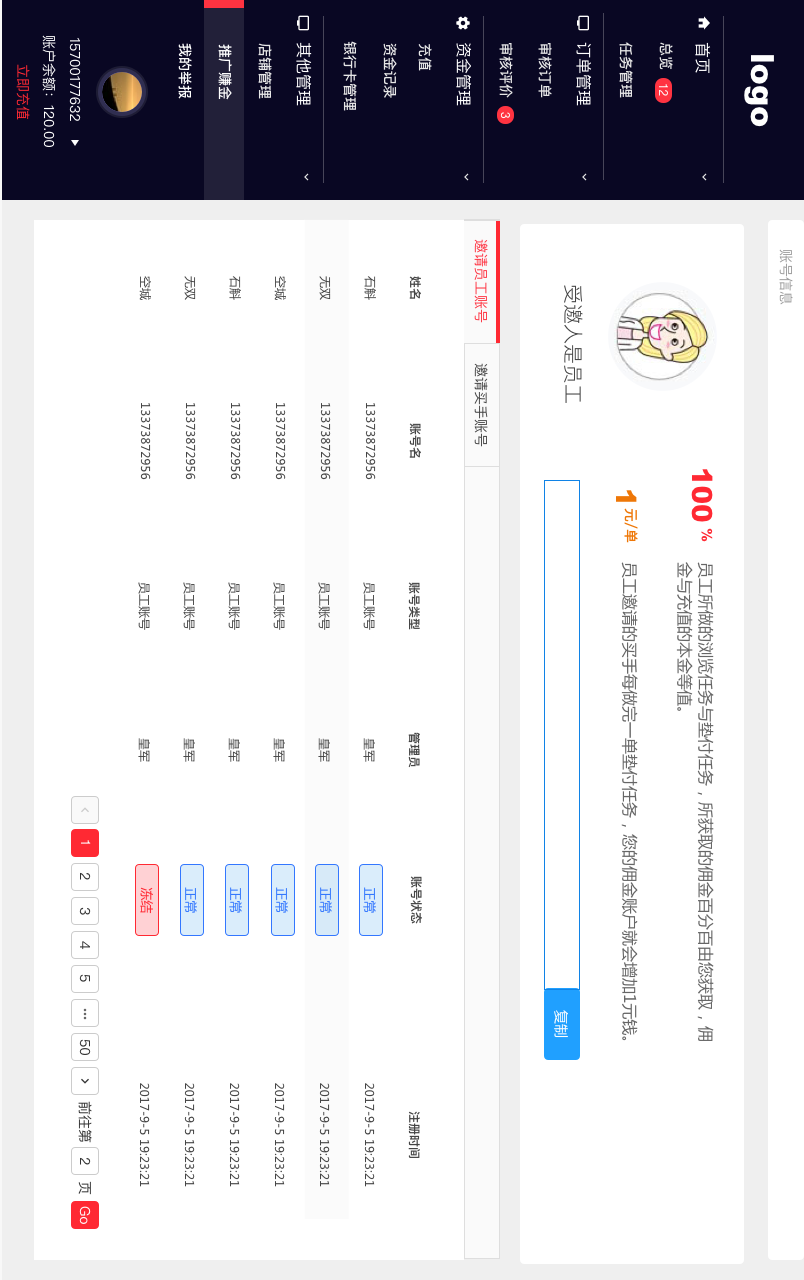 logo
首页
总览 12
任务管理
订单管理
审核订单
审核评价 3
资金管理
充值
资金记录
银行卡管理
其他管理
店铺管理
推广赚金
我的举报
15700177632
账户余额：120.00
立即充值
账号信息
受邀人是员工
100 %
员工所做的浏览任务与垫付任务，所获取的佣金百分百由您获取，佣
金与充值的本金等值。
1 元/单
员工邀请的买手每做完一单垫付任务，您的佣金账户就会增加1元钱。
复制
邀请员工账号 邀请买手账号
姓名 账号名 账号类型 管理员 账号状态 注册时间
石斛 13373872956 员工账号 皇军 正常 2017-9-5 19:23:21
无双 13373872956 员工账号 皇军 正常 2017-9-5 19:23:21
空城 13373872956 员工账号 皇军 正常 2017-9-5 19:23:21
石斛 13373872956 员工账号 皇军 正常 2017-9-5 19:23:21
无双 13373872956 员工账号 皇军 正常 2017-9-5 19:23:21
空城 13373872956 员工账号 皇军 冻结 2017-9-5 19:23:21
‹ 1 2 3 4 5 ··· 50 › 前往第 2 页 Go